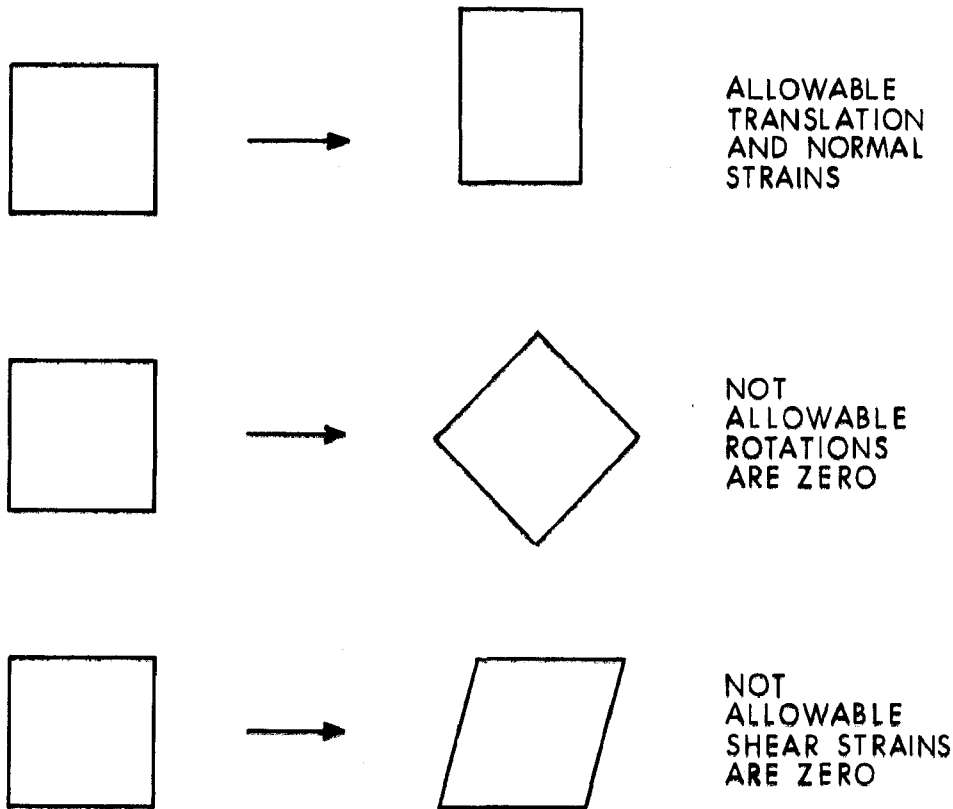 ALLOWABLE
TRANSLATION
AND NORMAL
STRAINS
NOT
ALLOWABLE
ROTATIONS
ARE ZERO
NOT
ALLOWABLE
SHEAR STRAINS
ARE ZERO